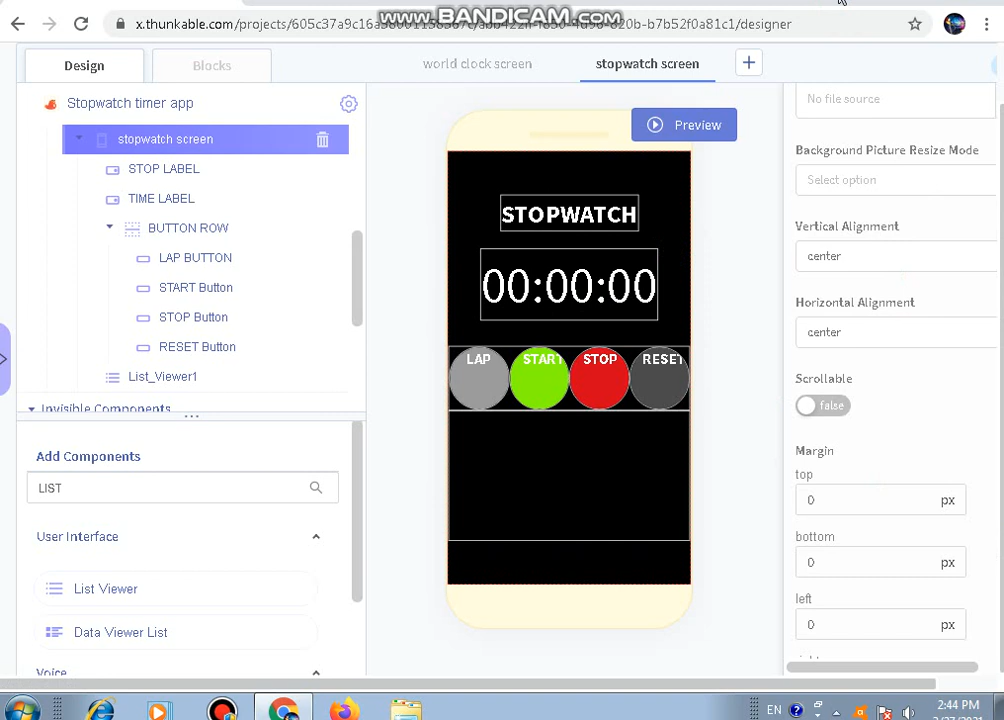 www.BANDICAM.com
x.thunkable.com/projects/
/designer
Design
Blocks
world clock screen
stopwatch screen
+
Stopwatch timer app
stopwatch screen
STOP LABEL
TIME LABEL
BUTTON ROW
LAP BUTTON
START Button
STOP Button
RESET Button
List_Viewer1
Invisible Components
Add Components
LIST
User Interface
List Viewer
Data Viewer List
Voice
Preview
STOPWATCH
00:00:00
LAP
START
STOP
RESET
No file source
Background Picture Resize Mode
Select option
Vertical Alignment
center
Horizontal Alignment
center
Scrollable
false
Margin
top
0 px
bottom
0 px
left
0 px
EN
2:44 PM